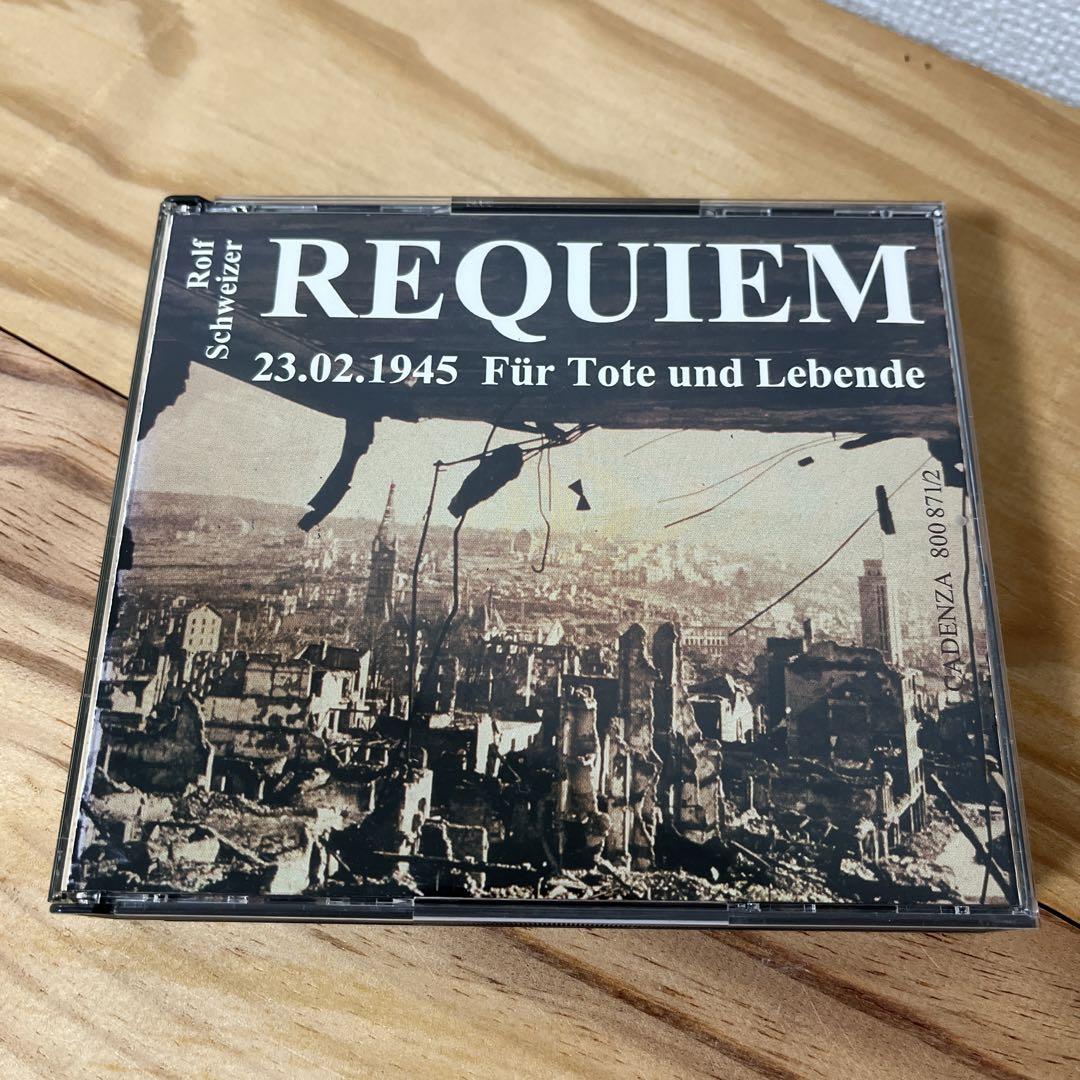 Rolf
Schweizer
REQUIEM
23.02.1945 Für Tote und Lebende
CADENZA 800 871/2